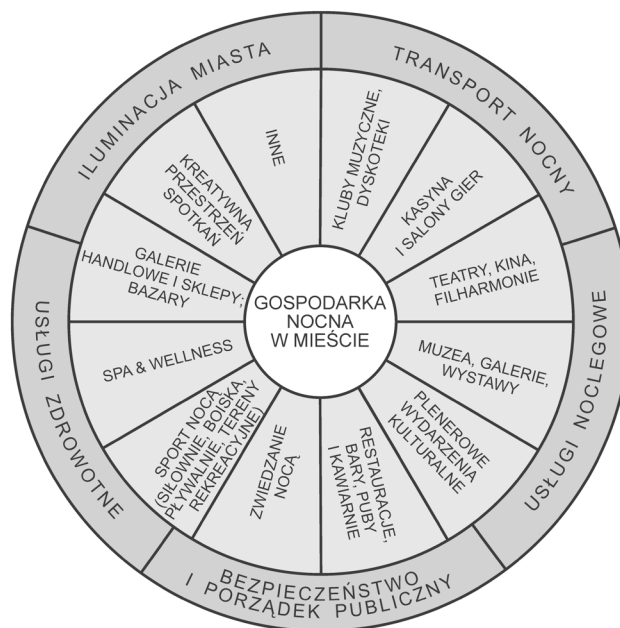 ILUMINACJA MIASTA
TRANSPORT NOCNY
USŁUGI NOCLEGOWE
BEZPIECZEŃSTWO
I PORZĄDEK PUBLICZNY
USŁUGI ZDROWOTNE
KLUBY MUZYCZNE,
DYSKOTEKI
KASYNA
I SALONY GIER
TEATRY, KINA,
FILHARMONIE
MUZEA, GALERIE,
WYSTAWY
PLENEROWE
WYDARZENIA
KULTURALNE
RESTAURACJE,
BARY, PUBY
I KAWIARNIE
ZWIEDZANIE
NOCĄ
SPORT NOCĄ
(SIŁOWNIE, BOISKA,
PŁYWALNIE, TERENY
REKREACYJNE)
SPA & WELLNESS
GALERIE
HANDLOWE I SKLEPY;
BAZARY
KREATYWNA
PRZESTRZEŃ
SPOTKAŃ
INNE
GOSPODARKA
NOCNA
W MIEŚCIE